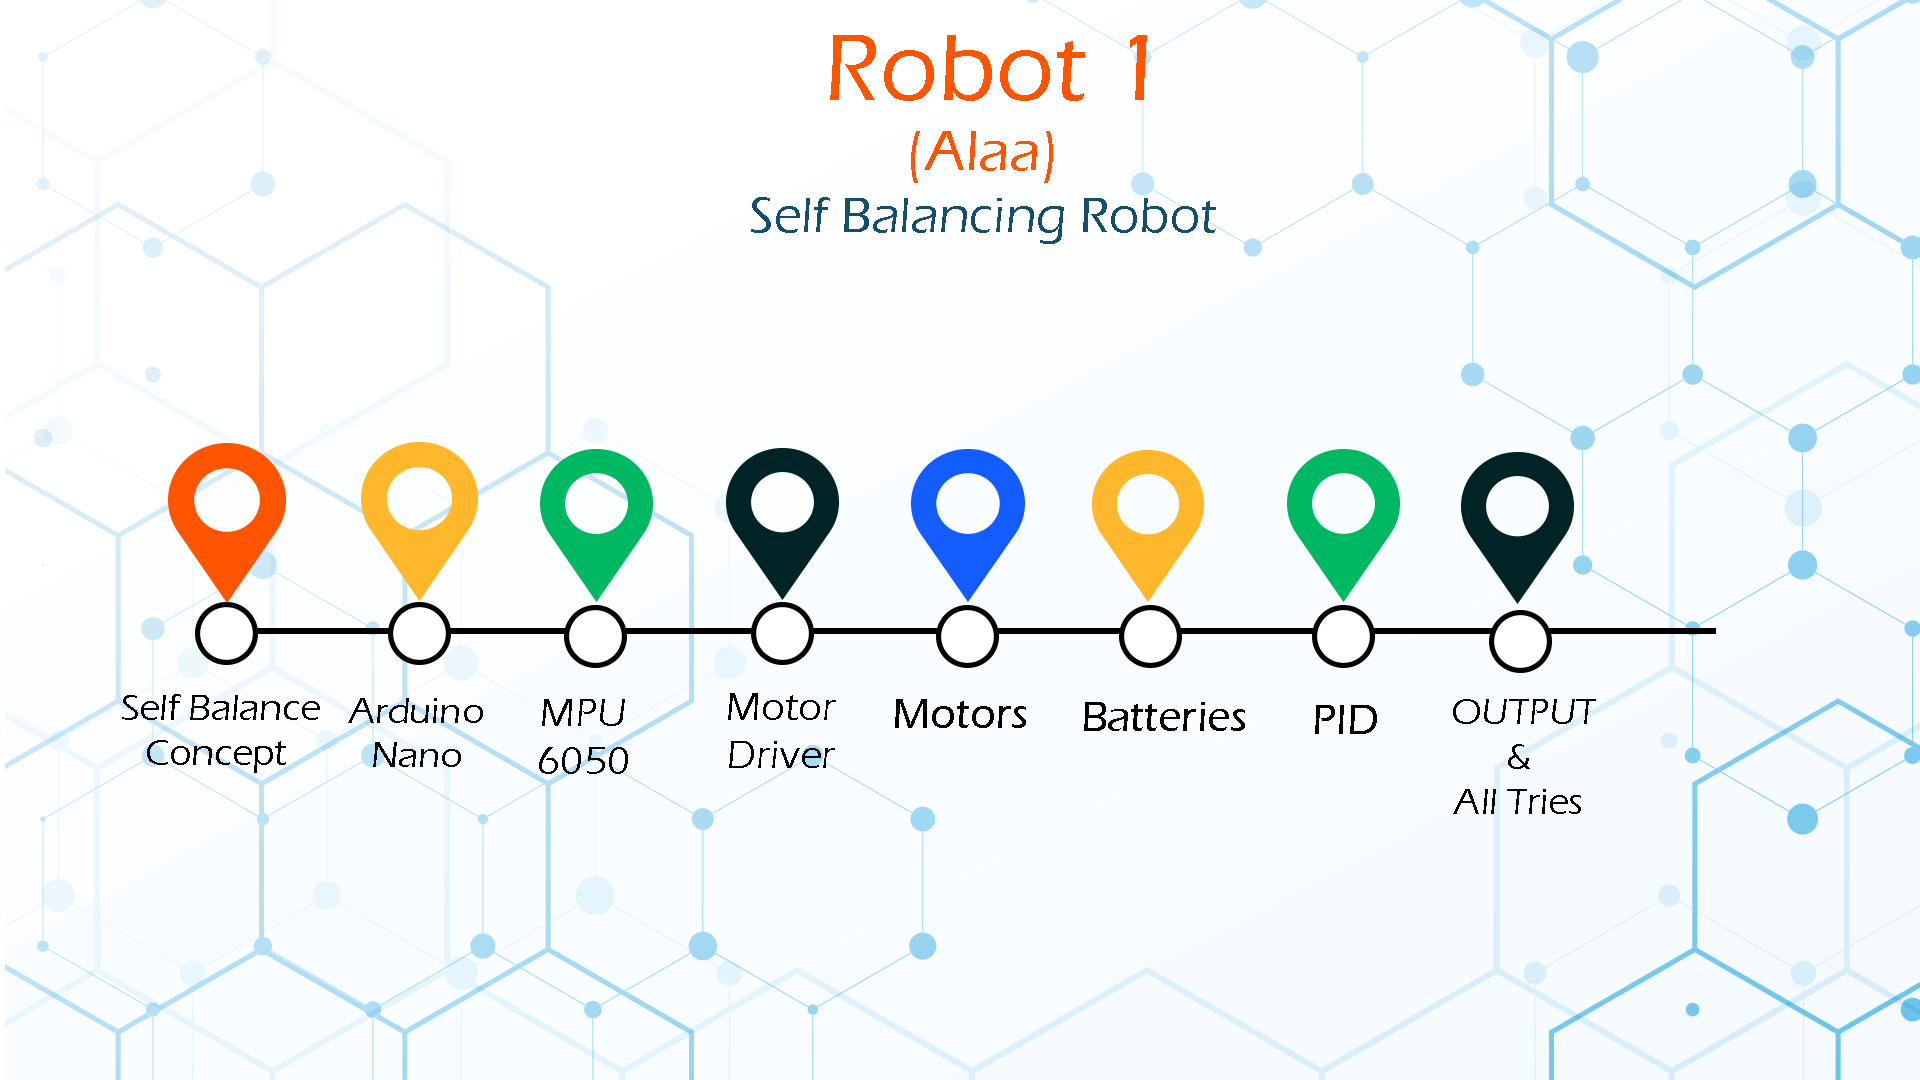 Robot 1
(Alaa)
Self Balancing Robot
Self Balance
Concept
Arduino
Nano
MPU
6050
Motor
Driver
Motors
Batteries
PID
OUTPUT
&
All Tries